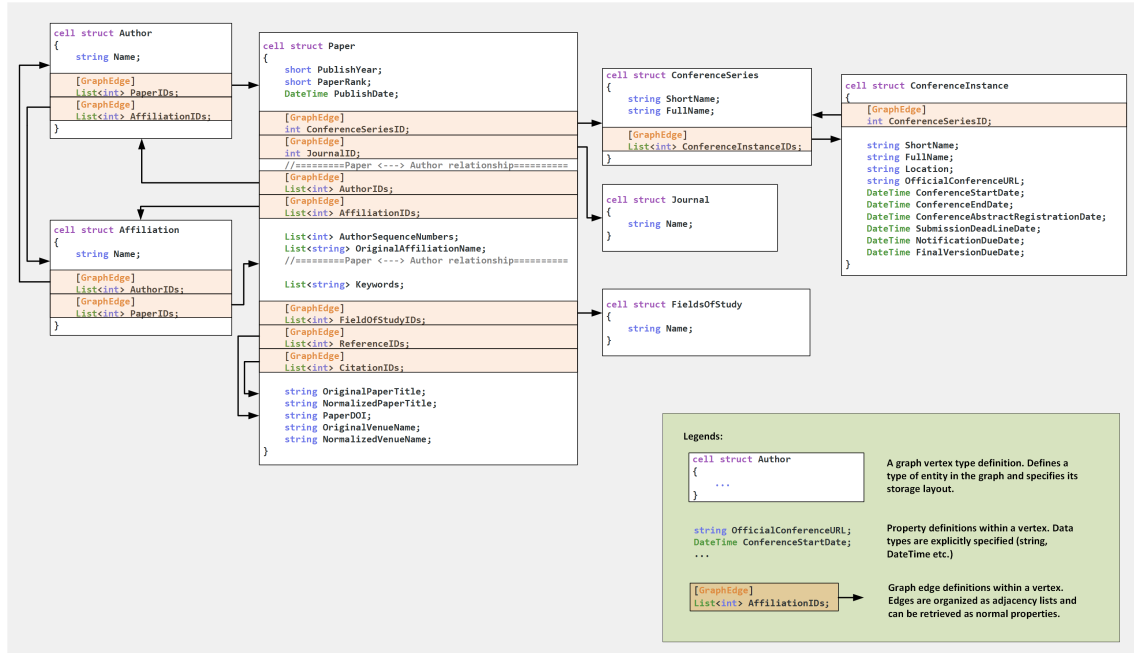 cell struct Author
{
string Name;
[GraphEdge]
List<int> PaperIDs;
[GraphEdge]
List<int> AffiliationIDs;
}
cell struct Affiliation
{
string Name;
[GraphEdge]
List<int> AuthorIDs;
[GraphEdge]
List<int> PaperIDs;
}
cell struct Paper
{
short PublishYear;
short PaperRank;
DateTime PublishDate;
[GraphEdge]
int ConferenceSeriesID;
[GraphEdge]
int JournalID;
//=========Paper <---> Author relationship==========
[GraphEdge]
List<int> AuthorIDs;
[GraphEdge]
List<int> AffiliationIDs;
List<int> AuthorSequenceNumbers;
List<string> OriginalAffiliationName;
//=========Paper <---> Author relationship==========
List<string> Keywords;
[GraphEdge]
List<int> FieldOfStudyIDs;
[GraphEdge]
List<int> ReferenceIDs;
[GraphEdge]
List<int> CitationIDs;
string OriginalPaperTitle;
string NormalizedPaperTitle;
string PaperDOI;
string OriginalVenueName;
string NormalizedVenueName;
}
cell struct ConferenceSeries
{
string ShortName;
string FullName;
[GraphEdge]
List<int> ConferenceInstanceIDs;
}
cell struct Journal
{
string Name;
}
cell struct FieldsOfStudy
{
string Name;
}
cell struct ConferenceInstance
{
[GraphEdge]
int ConferenceSeriesID;
string ShortName;
string FullName;
string Location;
string OfficialConferenceURL;
DateTime ConferenceStartDate;
DateTime ConferenceEndDate;
DateTime ConferenceAbstractRegistrationDate;
DateTime SubmissionDeadLineDate;
DateTime NotificationDueDate;
DateTime FinalVersionDueDate;
}
Legends:
cell struct Author
{
...
}
A graph vertex type definition. Defines a
type of entity in the graph and specifies its
storage layout.
string OfficialConferenceURL;
DateTime ConferenceStartDate;
...
Property definitions within a vertex. Data
types are explicitly specified (string,
DateTime etc.)
[GraphEdge]
List<int> AffiliationIDs;
Graph edge definitions within a vertex.
Edges are organized as adjacency lists and
can be retrieved as normal properties.